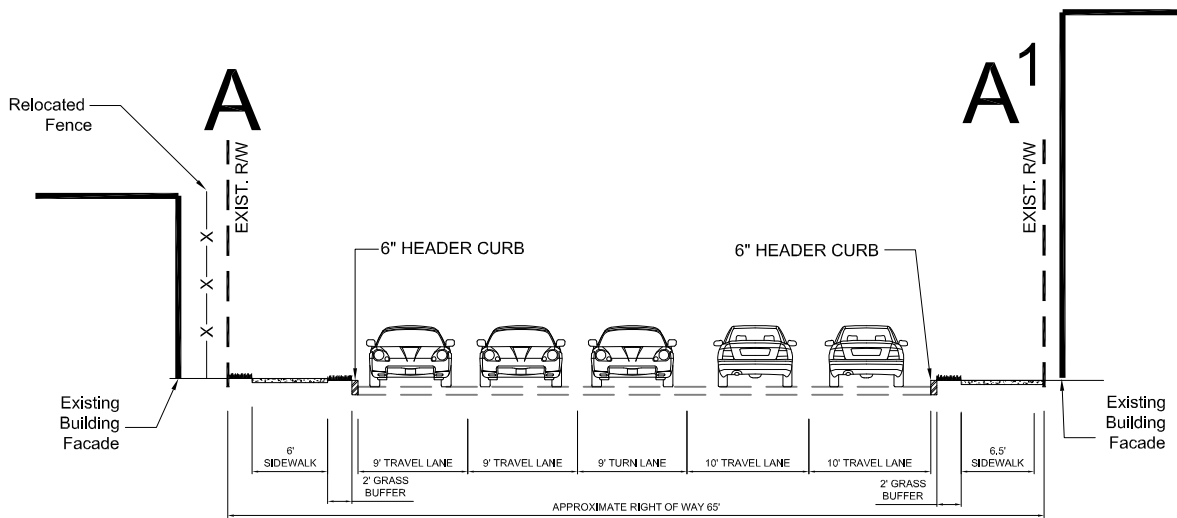 A
A1
Relocated
Fence
EXIST. R/W
EXIST. R/W
X
X
X
6" HEADER CURB
6" HEADER CURB
Existing
Building
Facade
Existing
Building
Facade
6'
SIDEWALK
9' TRAVEL LANE
9' TRAVEL LANE
9' TURN LANE
10' TRAVEL LANE
10' TRAVEL LANE
6.5'
SIDEWALK
2' GRASS
BUFFER
2' GRASS
BUFFER
APPROXIMATE RIGHT OF WAY 65'